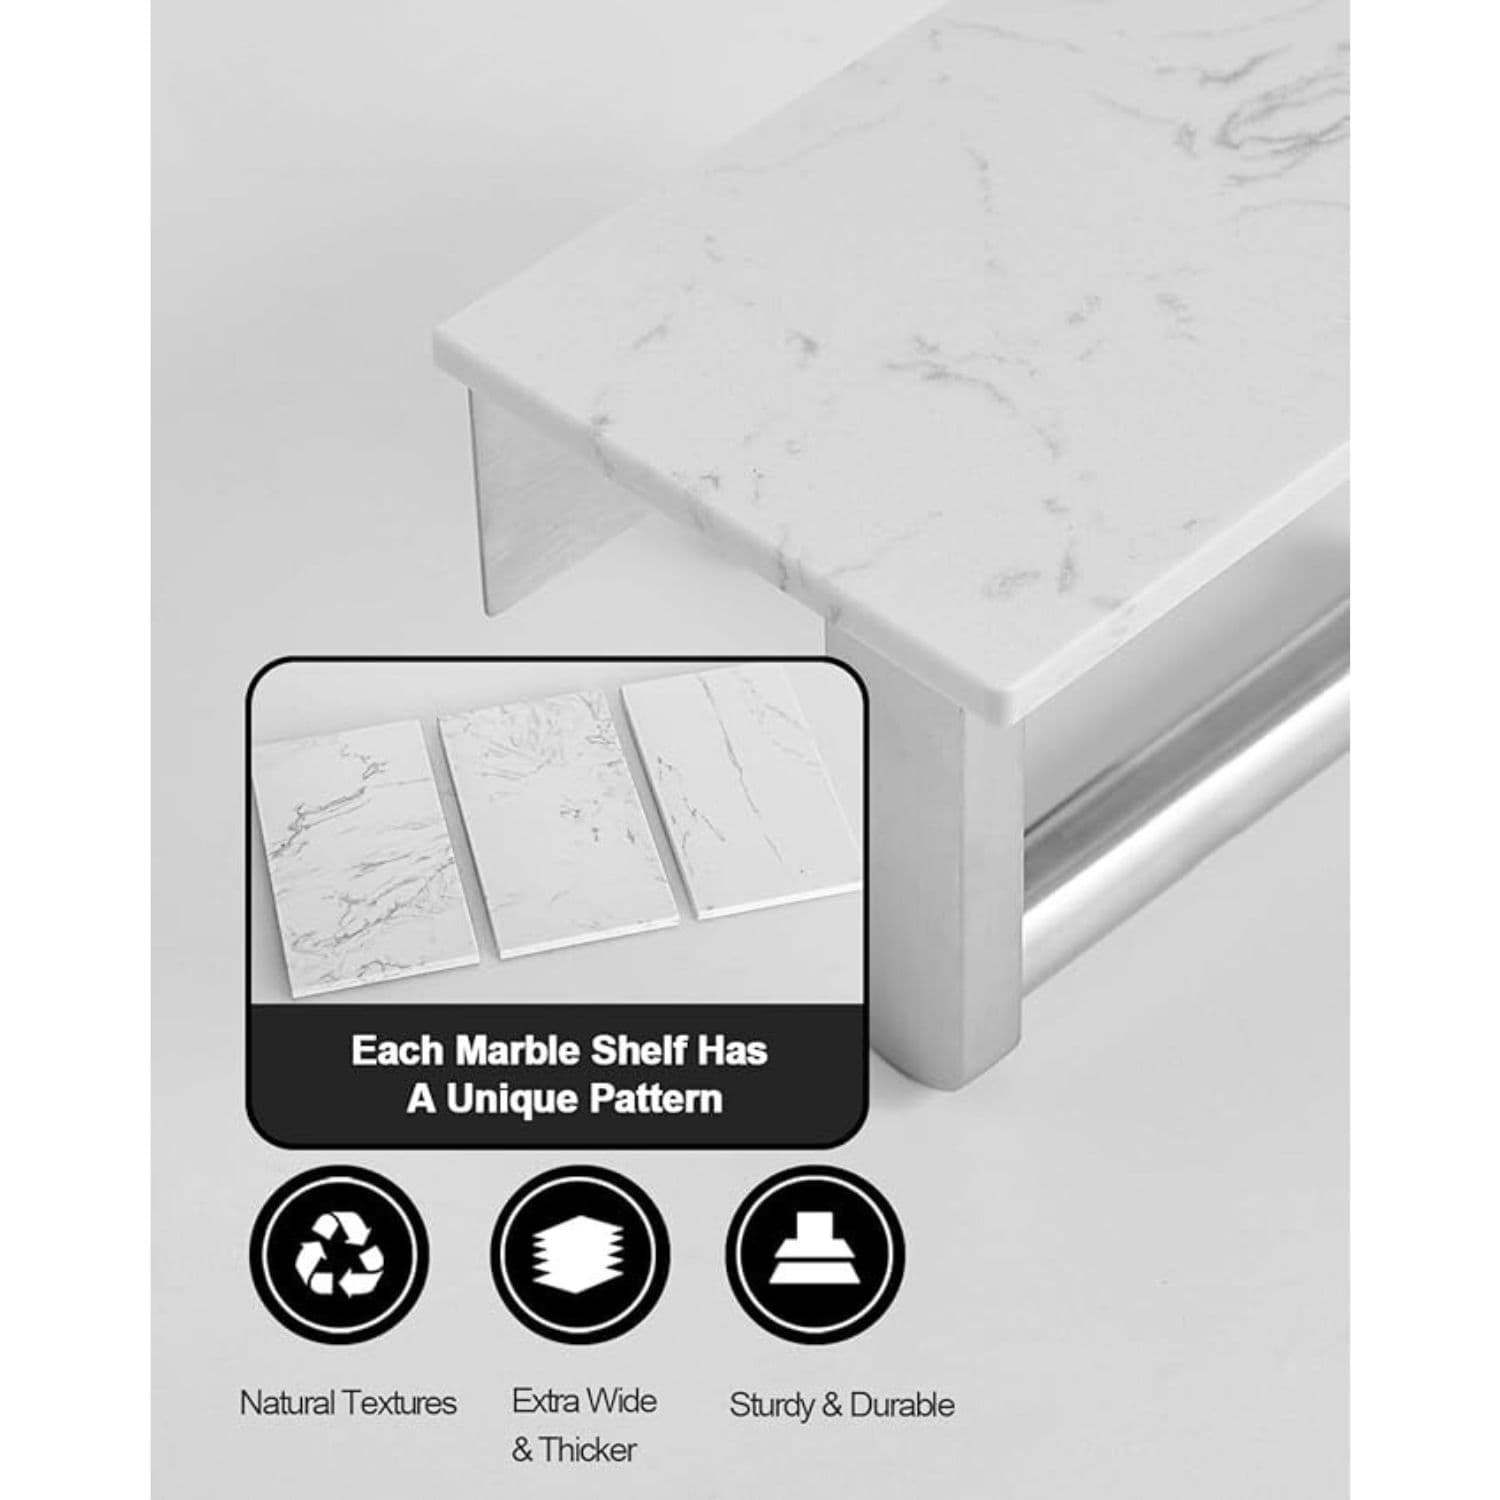 Each Marble Shelf Has
A Unique Pattern
Natural Textures
Extra Wide
& Thicker
Sturdy & Durable